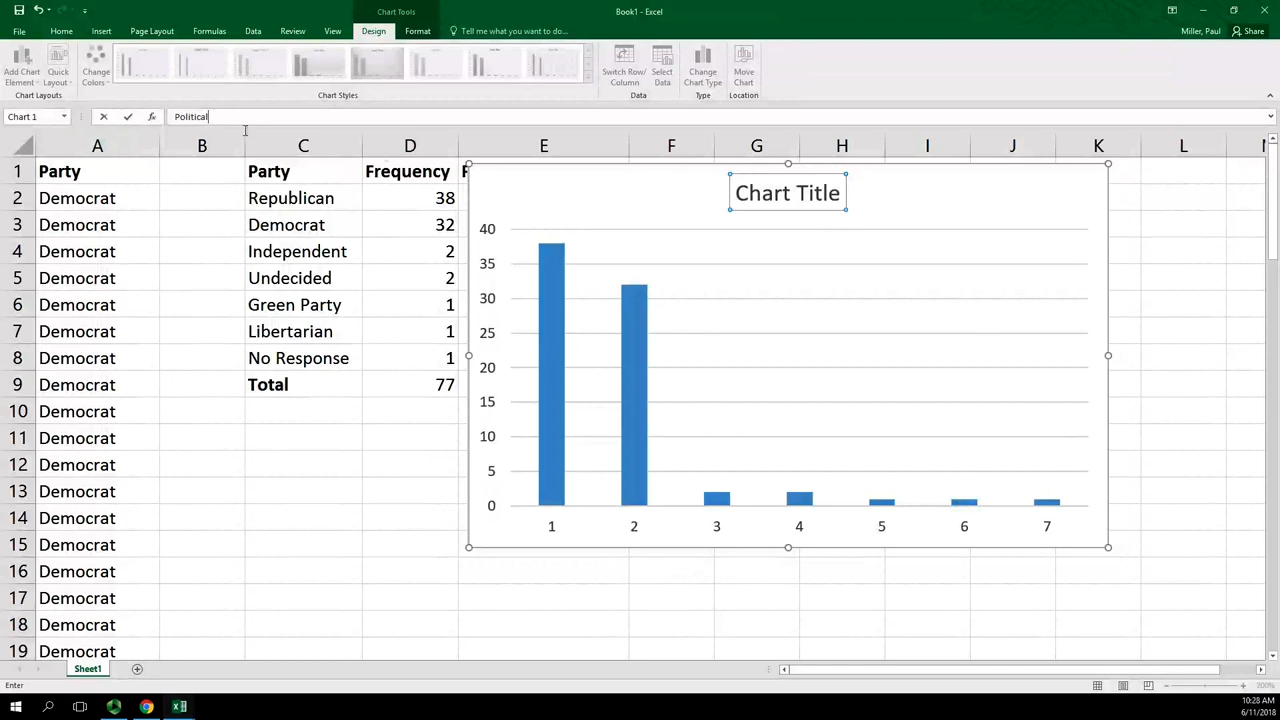 Chart Tools
Book1 - Excel
File Home Insert Page Layout Formulas Data Review View Design Format Tell me what you want to do... Miller, Paul Share
Add Chart Element Quick Layout Change Colors Switch Row/Column Select Data Change Chart Type Move Chart
Chart Layouts Chart Styles Data Type Location
Chart 1 fx Political
A B C D E F G H I J K L
1 Party Party Frequency
2 Democrat Republican 38
3 Democrat Democrat 32
4 Democrat Independent 2
5 Democrat Undecided 2
6 Democrat Green Party 1
7 Democrat Libertarian 1
8 Democrat No Response 1
9 Democrat Total 77
10 Democrat
11 Democrat
12 Democrat
13 Democrat
14 Democrat
15 Democrat
16 Democrat
17 Democrat
18 Democrat
19 Democrat
Chart Title
40
35
30
25
20
15
10
5
0
1 2 3 4 5 6 7
Sheet1
Enter 200%
10:28 AM
6/11/2018